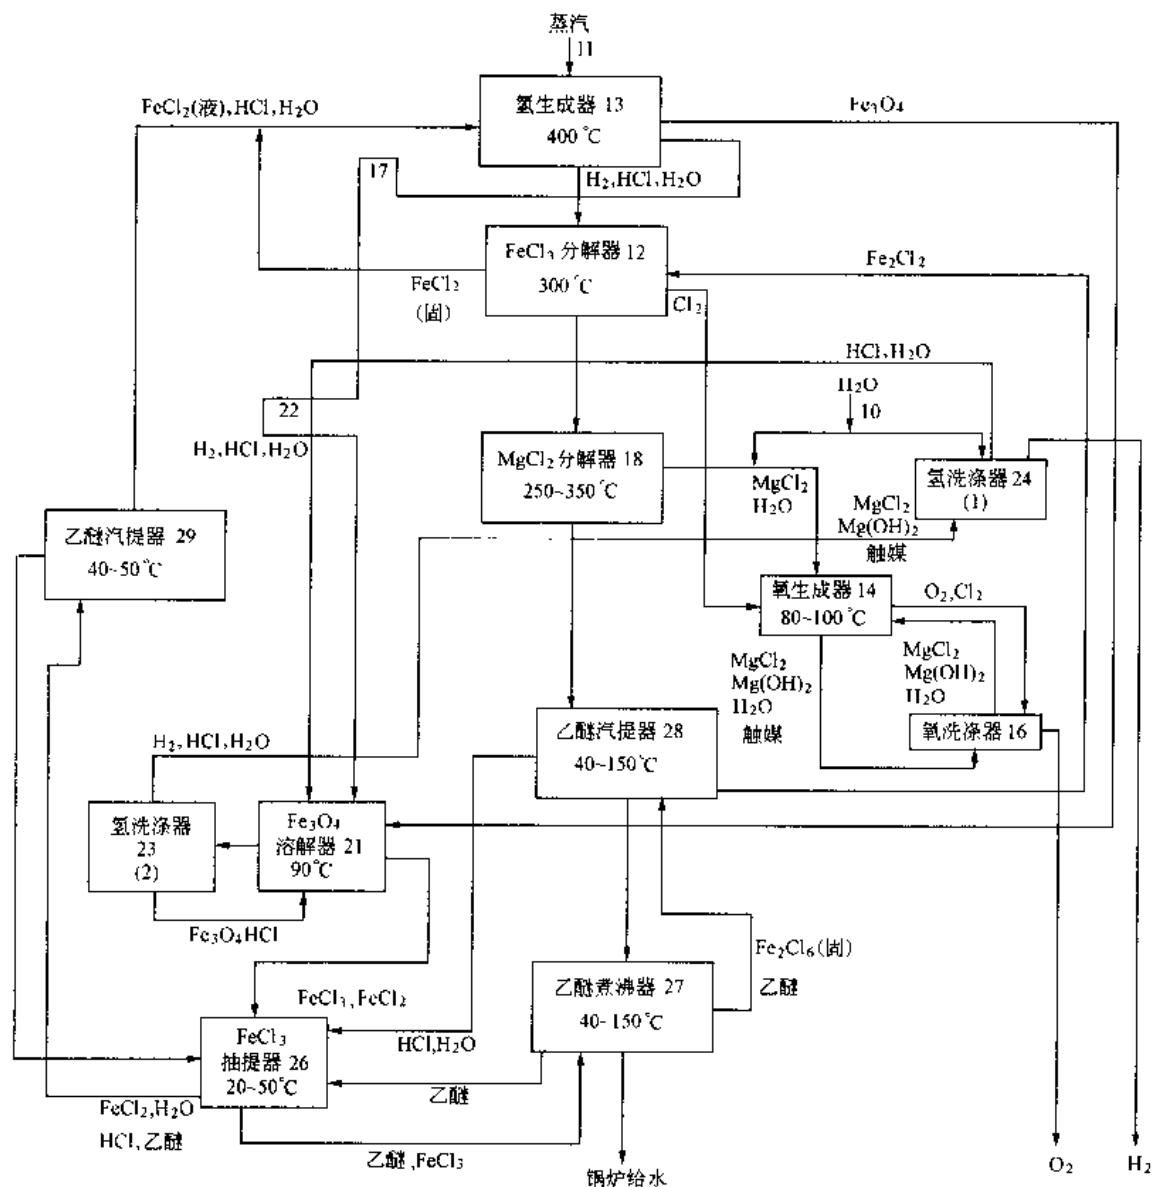 蒸汽
11
FeCl2(液),HCl,H2O
氢生成器 13
400℃
Fe3O4
17
H2,HCl,H2O
FeCl3 分解器 12
300℃
Fe2Cl2
FeCl2
(固)
Cl2
HCl,H2O
H2O
10
22
H2,HCl,H2O
MgCl2分解器 18
250~350℃
MgCl2
H2O
氢洗涤器 24
(1)
MgCl2
Mg(OH)2
触媒
乙醚汽提器 29
40~50℃
氧生成器 14
80~100℃
O2,Cl2
MgCl2
Mg(OH)2
H2O
触媒
MgCl2
Mg(OH)2
H2O
乙醚汽提器 28
40~150℃
氧洗涤器 16
H2,HCl,H2O
氢洗涤器
23
(2)
Fe3O4
溶解器 21
90℃
Fe3O4HCl
Fe2Cl6(固)
乙醚
FeCl3,FeCl2
乙醚煮沸器 27
40~150℃
HCl,H2O
FeCl3
抽提器 26
20~50℃
乙醚
FeCl2,H2O
HCl,乙醚
乙醚,FeCl3
锅炉给水
O2
H2